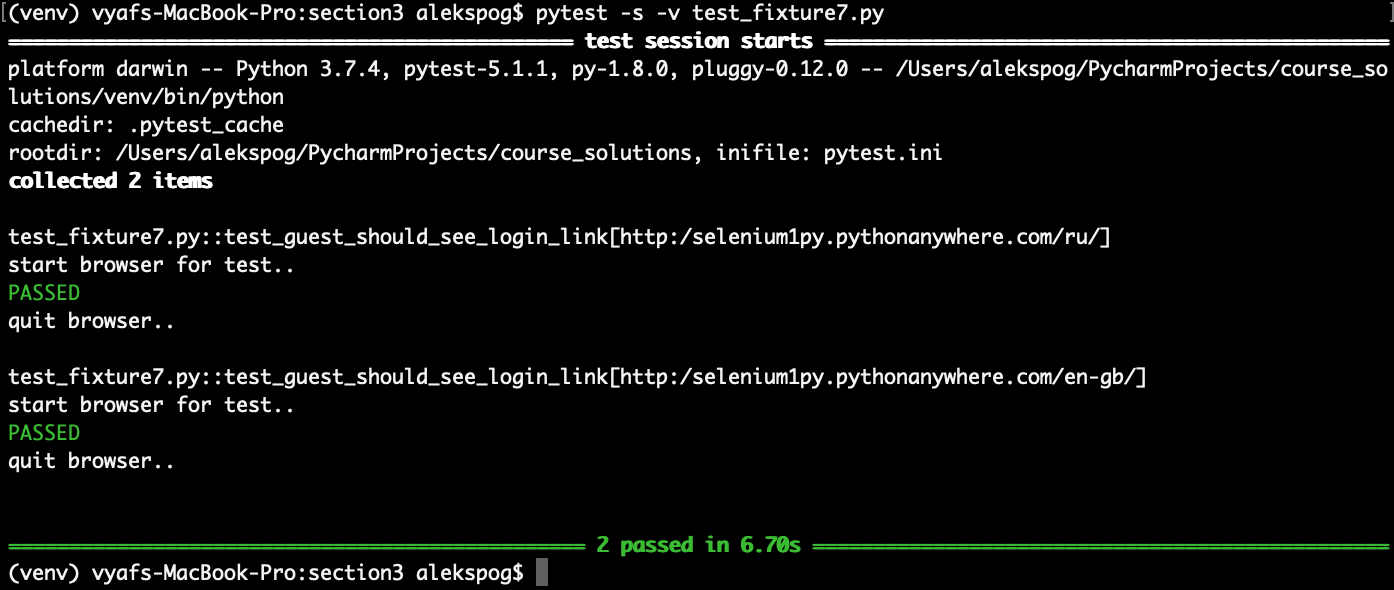 (venv) vyafs-MacBook-Pro:section3 alekspog$ pytest -s -v test_fixture7.py
test session starts
platform darwin -- Python 3.7.4, pytest-5.1.1, py-1.8.0, pluggy-0.12.0 -- /Users/alekspog/PycharmProjects/course_so
lutions/venv/bin/python
cachedir: .pytest_cache
rootdir: /Users/alekspog/PycharmProjects/course_solutions, inifile: pytest.ini
collected 2 items
test_fixture7.py::test_guest_should_see_login_link[http:/selenium1py.pythonanywhere.com/ru/]
start browser for test..
PASSED
quit browser..
test_fixture7.py::test_guest_should_see_login_link[http:/selenium1py.pythonanywhere.com/en-gb/]
start browser for test..
PASSED
quit browser..
2 passed in 6.70s
(venv) vyafs-MacBook-Pro:section3 alekspog$